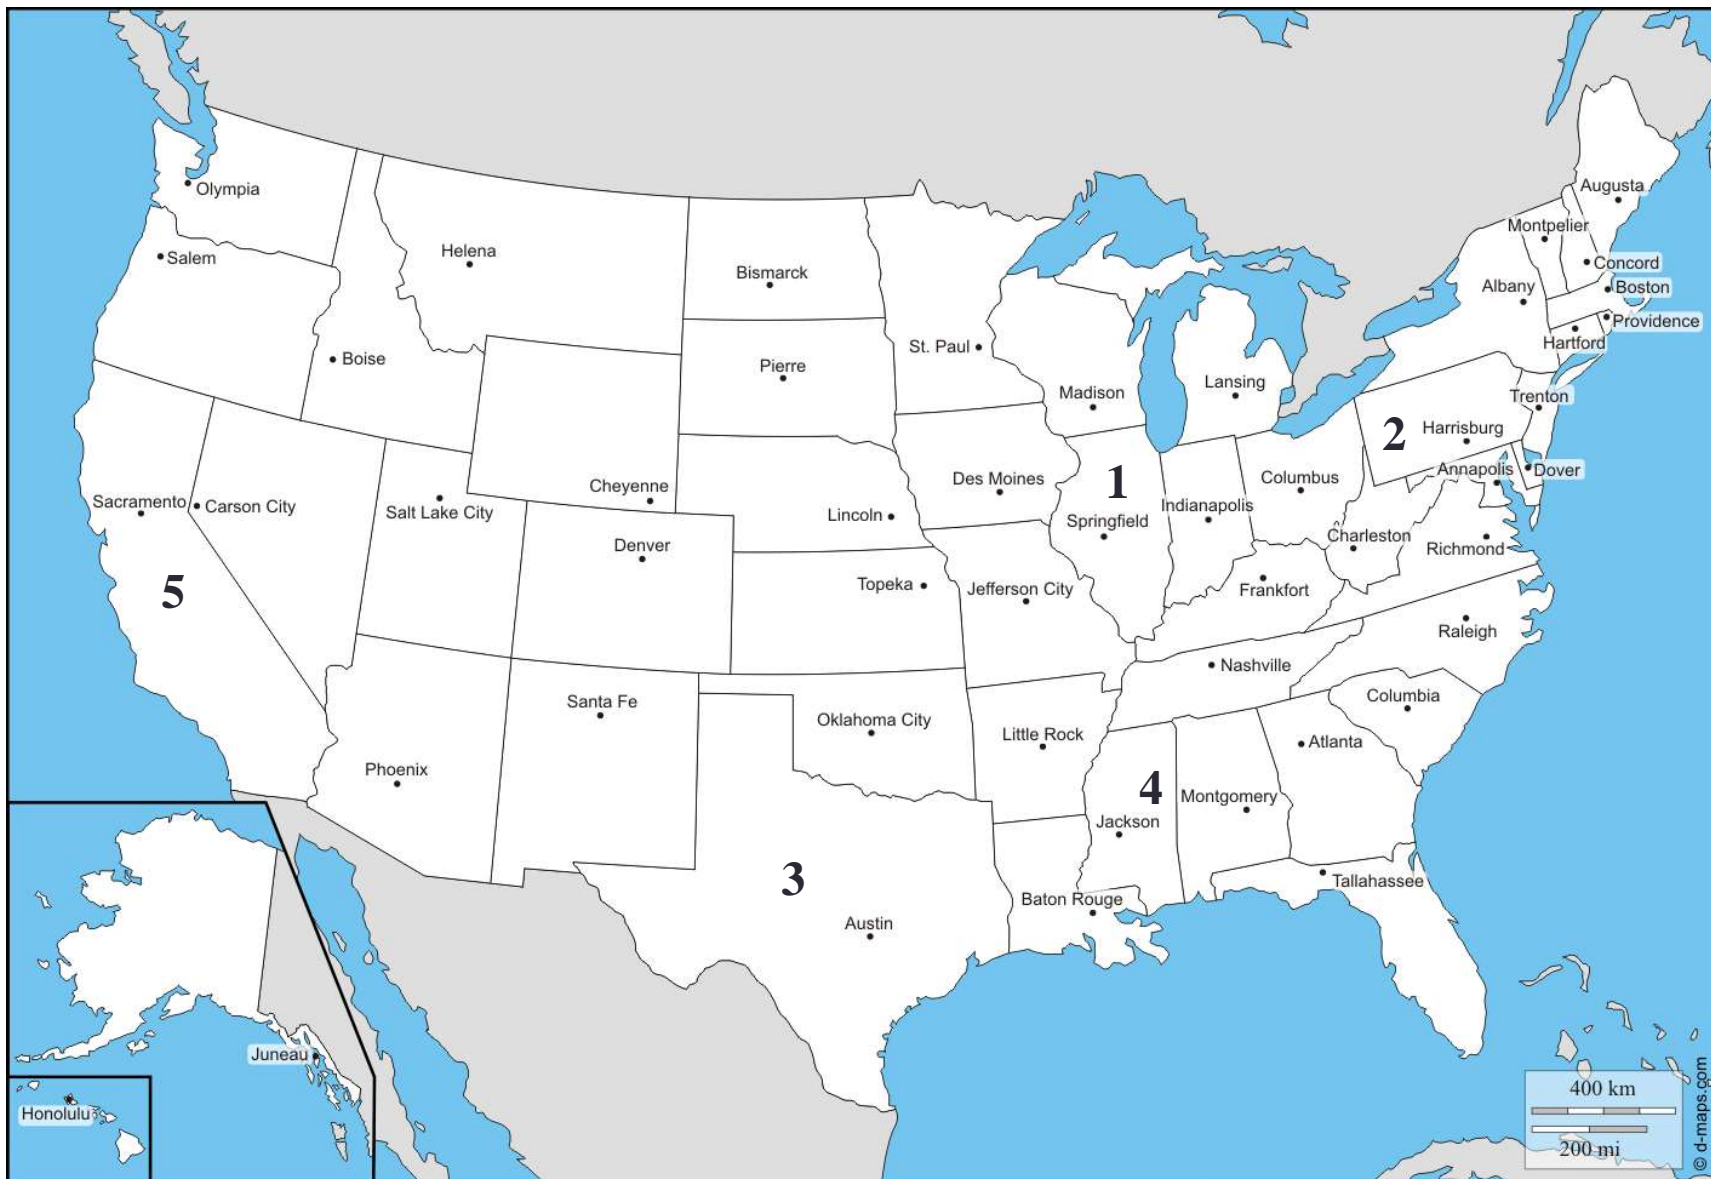 Olympia
Augusta
Montpelier
Salem
Helena
Concord
Bismarck
Albany
Boston
Providence
Hartford
St. Paul
Boise
Pierre
Lansing
Madison
Trenton
2
Harrisburg
Annapolis
Dover
Columbus
Des Moines
1
Cheyenne
Sacramento
Carson City
Salt Lake City
Indianapolis
Lincoln
Springfield
Charleston
Richmond
Denver
Topeka
Jefferson City
Frankfort
5
Raleigh
Nashville
Santa Fe
Columbia
Oklahoma City
Little Rock
Atlanta
Phoenix
4
Montgomery
Jackson
3
Tallahassee
Baton Rouge
Austin
Juneau
Honolulu
400 km
200 mi
© d-maps.com